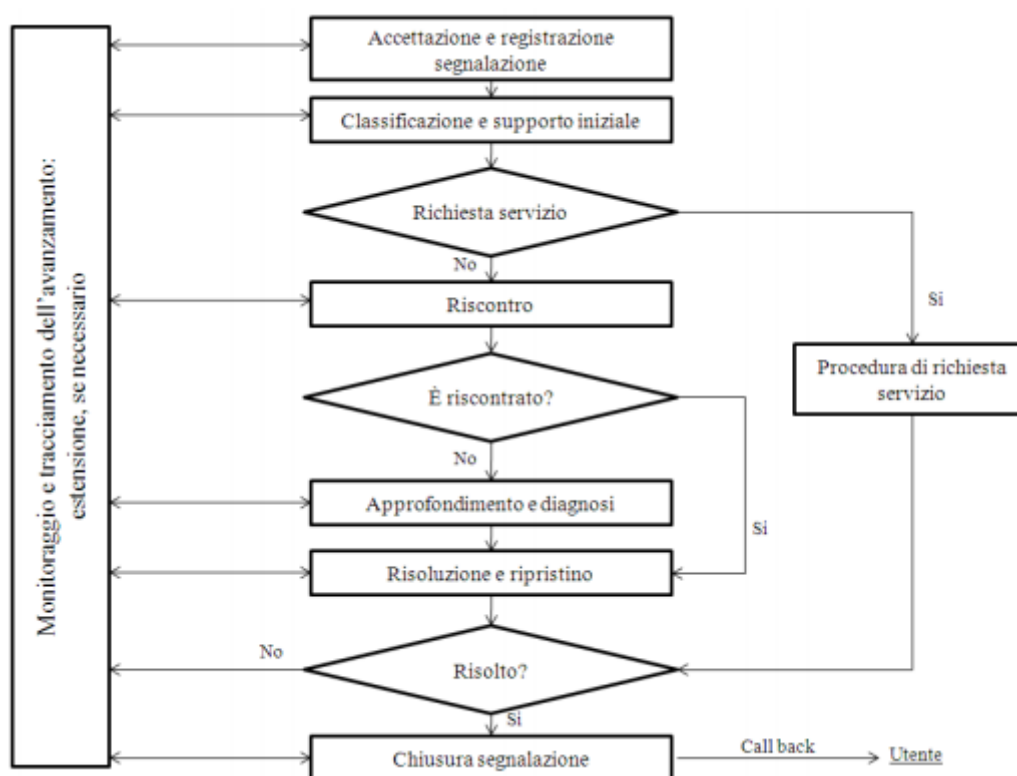 Monitoraggio e tracciamento dell'avanzamento:
estensione, se necessario
Accettazione e registrazione
segnalazione
Classificazione e supporto iniziale
Richiesta servizio
No
Si
Riscontro
Procedura di richiesta
servizio
È riscontrato?
No
Approfondimento e diagnosi
Si
Risoluzione e ripristino
No
Risolto?
Si
Chiusura segnalazione
Call back
Utente